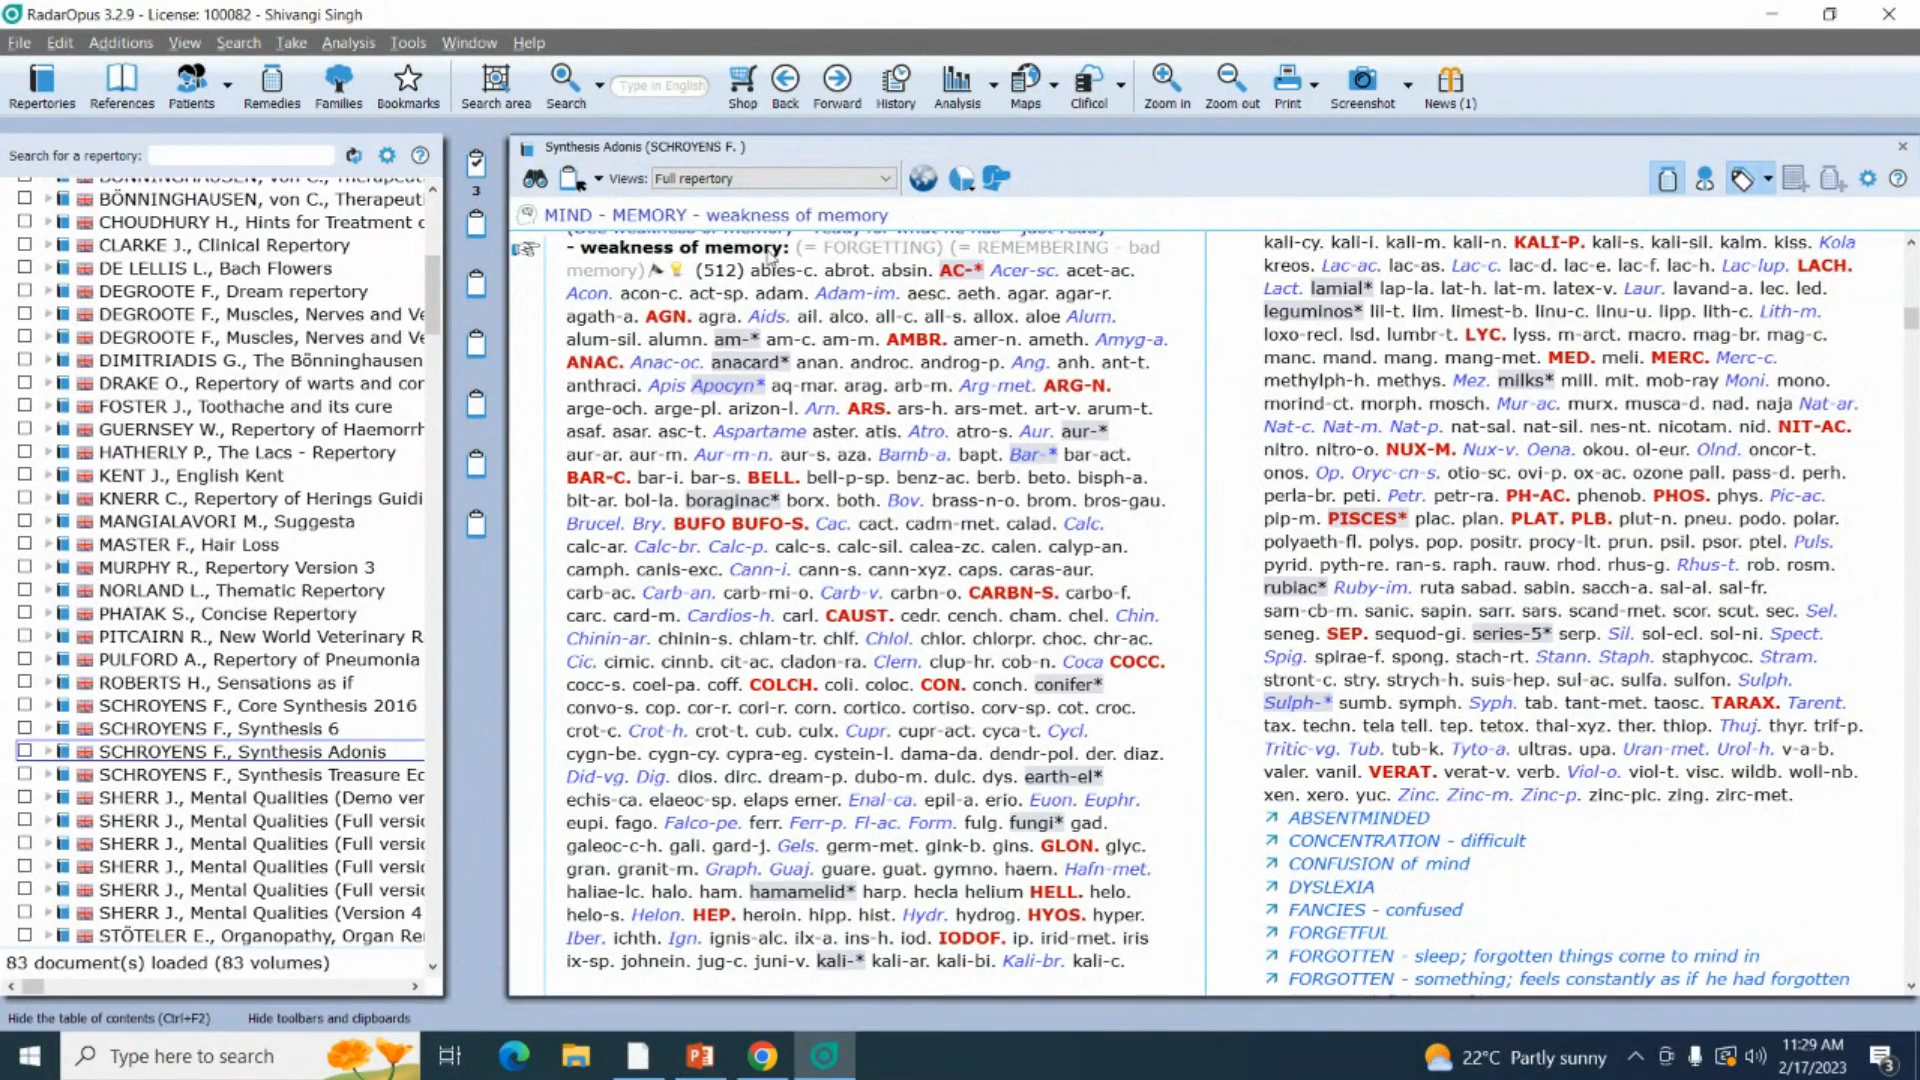 RadarOpus 3.2.9 - License: 100082 - Shivangi Singh
File Edit Additions View Search Take Analysis Tools Window Help
Repertories References Patients Remedies Families Bookmarks Search area Search Type in English Shop Back Forward History Analysis Maps Clificol Zoom in Zoom out Print Screenshot News (1)
Search for a repertory:
BÖNNINGHAUSEN, von C., Therapeut
BÖNNINGHAUSEN, von C., Therapeuti
CHOUDHURY H., Hints for Treatment c
CLARKE J., Clinical Repertory
DE LELLIS L., Bach Flowers
DEGROOTE F., Dream repertory
DEGROOTE F., Muscles, Nerves and Ve
DEGROOTE F., Muscles, Nerves and Ve
DIMITRIADIS G., The Bönninghausen
DRAKE O., Repertory of warts and cor
FOSTER J., Toothache and its cure
GUERNSEY W., Repertory of Haemorrh
HATHERLY P., The Lacs - Repertory
KENT J., English Kent
KNERR C., Repertory of Herings Guidi
MANGIALAVORI M., Suggesta
MASTER F., Hair Loss
MURPHY R., Repertory Version 3
NORLAND L., Thematic Repertory
PHATAK S., Concise Repertory
PITCAIRN R., New World Veterinary R
PULFORD A., Repertory of Pneumonia
ROBERTS H., Sensations as if
SCHROYENS F., Core Synthesis 2016
SCHROYENS F., Synthesis 6
SCHROYENS F., Synthesis Adonis
SCHROYENS F., Synthesis Treasure Ec
SHERR J., Mental Qualities (Demo ver
SHERR J., Mental Qualities (Full versic
SHERR J., Mental Qualities (Full versic
SHERR J., Mental Qualities (Full versic
SHERR J., Mental Qualities (Full versic
SHERR J., Mental Qualities (Version 4
STÖTELER E., Organopathy, Organ Re
83 document(s) loaded (83 volumes)
3
Synthesis Adonis (SCHROYENS F. )
Views: Full repertory
MIND - MEMORY - weakness of memory
- weakness of memory: (= FORGETTING) (= REMEMBERING - bad
memory) (512) abies-c. abrot. absin. AC-* Acer-sc. acet-ac.
Acon. acon-c. act-sp. adam. Adam-im. aesc. aeth. agar. agar-r.
agath-a. AGN. agra. Aids. ail. alco. all-c. all-s. allox. aloe Alum.
alum-sil. alumn. am-* am-c. am-m. AMBR. amer-n. ameth. Amyg-a.
ANAC. Anac-oc. anacard* anan. androc. androg-p. Ang. anh. ant-t.
anthraci. Apis Apocyn* aq-mar. arag. arb-m. Arg-met. ARG-N.
arge-och. arge-pl. arizon-l. Arn. ARS. ars-h. ars-met. art-v. arum-t.
asaf. asar. asc-t. Aspartame aster. atis. Atro. atro-s. Aur. aur-*
aur-ar. aur-m. Aur-m-n. aur-s. aza. Bamb-a. bapt. Bar-* bar-act.
BAR-C. bar-i. bar-s. BELL. bell-p-sp. benz-ac. berb. beto. bisph-a.
bit-ar. bol-la. boraginac* borx. both. Bov. brass-n-o. brom. bros-gau.
Brucel. Bry. BUFO BUFO-S. Cac. cact. cadm-met. calad. Calc.
calc-ar. Calc-br. Calc-p. calc-s. calc-sil. calea-zc. calen. calyp-an.
camph. canis-exc. Cann-i. cann-s. cann-xyz. caps. caras-aur.
carb-ac. Carb-an. carb-mi-o. Carb-v. carbn-o. CARBN-S. carbo-f.
carc. card-m. Cardios-h. carl. CAUST. cedr. cench. cham. chel. Chin.
Chinin-ar. chinin-s. chlam-tr. chlf. Chlol. chlor. chlorpr. choc. chr-ac.
Cic. cimic. cinnb. cit-ac. cladon-ra. Clem. clup-hr. cob-n. Coca COCC.
cocc-s. coel-pa. coff. COLCH. coli. coloc. CON. conch. conifer*
convo-s. cop. cor-r. cori-r. corn. cortico. cortiso. corv-sp. cot. croc.
crot-c. Crot-h. crot-t. cub. culx. Cupr. cupr-act. cyca-t. Cycl.
cygn-be. cygn-cy. cypra-eg. cystein-l. dama-da. dendr-pol. der. diaz.
Did-vg. Dig. dios. dirc. dream-p. dubo-m. dulc. dys. earth-el*
echis-ca. elaeoc-sp. elaps emer. Enal-ca. epil-a. erio. Euon. Euphr.
eupi. fago. Falco-pe. ferr. Ferr-p. Fl-ac. Form. fulg. fungi* gad.
galeoc-c-h. gali. gard-j. Gels. germ-met. gink-b. gins. GLON. glyc.
gran. granit-m. Graph. Guaj. guare. guat. gymno. haem. Hafn-met.
haliae-lc. halo. ham. hamamelid* harp. hecla helium HELL. helo.
helo-s. Helon. HEP. heroin. hipp. hist. Hydr. hydrog. HYOS. hyper.
Iber. ichth. Ign. ignis-alc. ilx-a. ins-h. iod. IODOF. ip. irid-met. iris
ix-sp. johnein. jug-c. juni-v. kali-* kali-ar. kali-bi. Kali-br. kali-c.
kali-cy. kali-i. kali-m. kali-n. KALI-P. kali-s. kali-sil. kalm. kiss. Kola
kreos. Lac-ac. lac-as. Lac-c. lac-d. lac-e. lac-f. lac-h. Lac-lup. LACH.
Lact. lamial* lap-la. lat-h. lat-m. latex-v. Laur. lavand-a. lec. led.
leguminos* lil-t. lim. limest-b. linu-c. linu-u. lipp. lith-c. Lith-m.
loxo-recl. lsd. lumbr-t. LYC. lyss. m-arct. macro. mag-br. mag-c.
manc. mand. mang. mang-met. MED. meli. MERC. Merc-c.
methylph-h. methys. Mez. milks* mill. mit. mob-ray Moni. mono.
morind-ct. morph. mosch. Mur-ac. murx. musca-d. nad. naja Nat-ar.
Nat-c. Nat-m. Nat-p. nat-sal. nat-sil. nes-nt. nicotam. nid. NIT-AC.
nitro. nitro-o. NUX-M. Nux-v. Oena. okou. ol-eur. Olnd. oncor-t.
onos. Op. Oryc-cn-s. otio-sc. ovi-p. ox-ac. ozone pall. pass-d. perh.
perla-br. peti. Petr. petr-ra. PH-AC. phenob. PHOS. phys. Pic-ac.
pip-m. PISCES* plac. plan. PLAT. PLB. plut-n. pneu. podo. polar.
polyaeth-fl. polys. pop. positr. procy-lt. prun. psil. psor. ptel. Puls.
pyrid. pyth-re. ran-s. raph. rauw. rhod. rhus-g. Rhus-t. rob. rosm.
rubiac* Ruby-im. ruta sabad. sabin. sacch-a. sal-al. sal-fr.
sam-cb-m. sanic. sapin. sarr. sars. scand-met. scor. scut. sec. Sel.
seneg. SEP. sequod-gi. series-5* serp. Sil. sol-ecl. sol-ni. Spect.
Spig. spirae-f. spong. stach-rt. Stann. Staph. staphycoc. Stram.
stront-c. stry. strych-h. suis-hep. sul-ac. sulfa. sulfon. Sulph.
Sulph-* sumb. symph. Syph. tab. tant-met. taosc. TARAX. Tarent.
tax. techn. tela tell. tep. tetox. thal-xyz. ther. thiop. Thuj. thyr. trif-p.
Tritic-vg. Tub. tub-k. Tyto-a. ultras. upa. Uran-met. Urol-h. v-a-b.
valer. vanil. VERAT. verat-v. verb. Viol-o. viol-t. visc. wildb. woll-nb.
xen. xero. yuc. Zinc. Zinc-m. Zinc-p. zinc-pic. zing. zirc-met.
ABSENTMINDED
CONCENTRATION - difficult
CONFUSION of mind
DYSLEXIA
FANCIES - confused
FORGETFUL
FORGOTTEN - sleep; forgotten things come to mind in
FORGOTTEN - something; feels constantly as if he had forgotten
Hide the table of contents (Ctrl+F2) Hide toolbars and clipboards
Type here to search
22°C Partly sunny
11:29 AM
2/17/2023
3